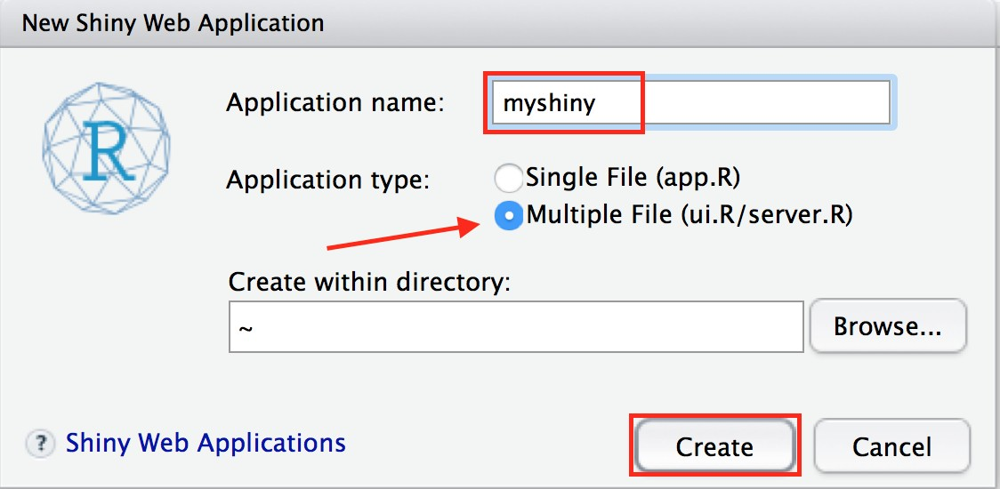 New Shiny Web Application
R
Application name: myshiny
Application type: Single File (app.R)
Multiple File (ui.R/server.R)
Create within directory:
~ Browse...
? Shiny Web Applications Create Cancel